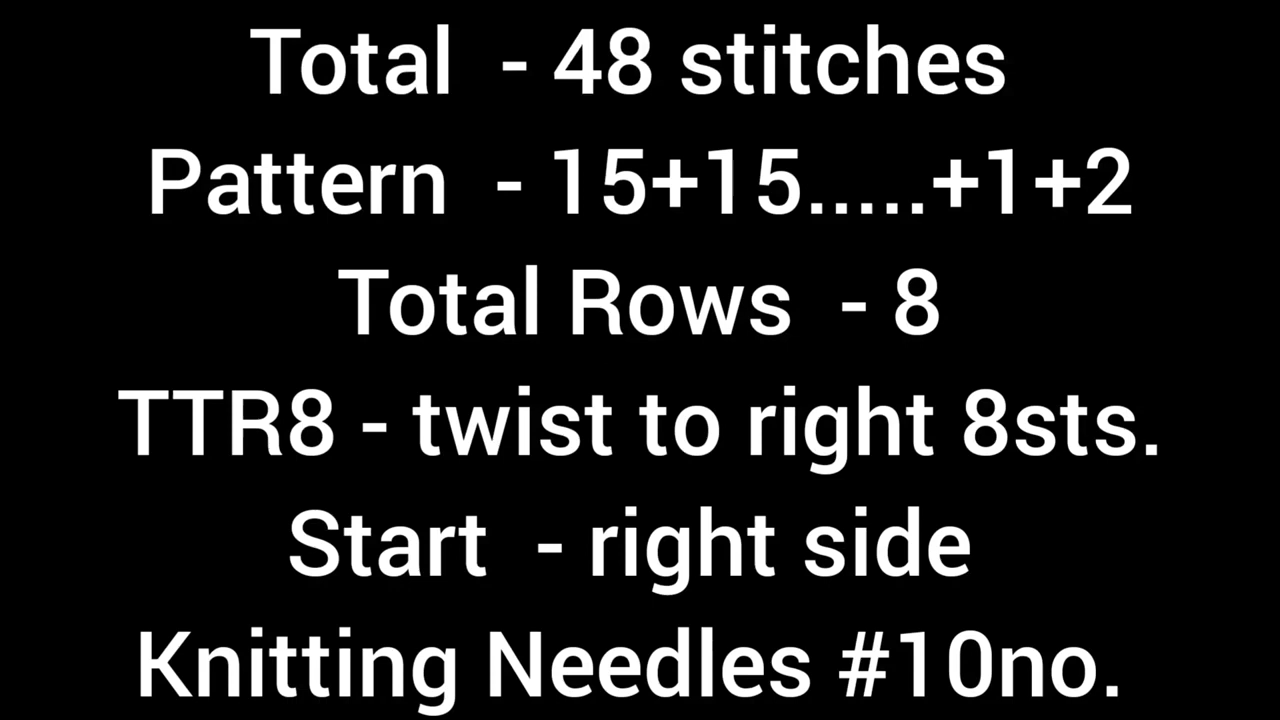 Total - 48 stitches
Pattern - 15+15.....+1+2
Total Rows - 8
TTR8 - twist to right 8sts.
Start - right side
Knitting Needles #10no.